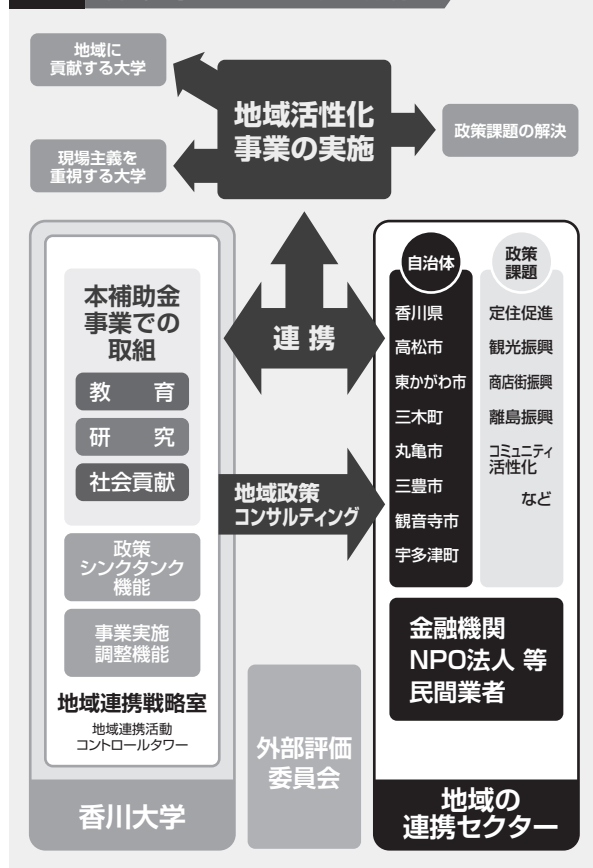 地域に
貢献する大学
地域活性化
事業の実施
政策課題の解決
現場主義を
重視する大学
本補助金
事業での
取組
教　育
研　究
社会貢献
政策
シンクタンク
機能
事業実施
調整機能
地域連携戦略室
地域連携活動
コントロールタワー
香川大学
連 携
地域政策
コンサルティング
外部評価
委員会
自治体
香川県
高松市
東かがわ市
三木町
丸亀市
三豊市
観音寺市
宇多津町
政策
課題
定住促進
観光振興
商店街振興
離島振興
コミュニティ
活性化
など
金融機関
NPO法人 等
民間業者
地域の
連携セクター